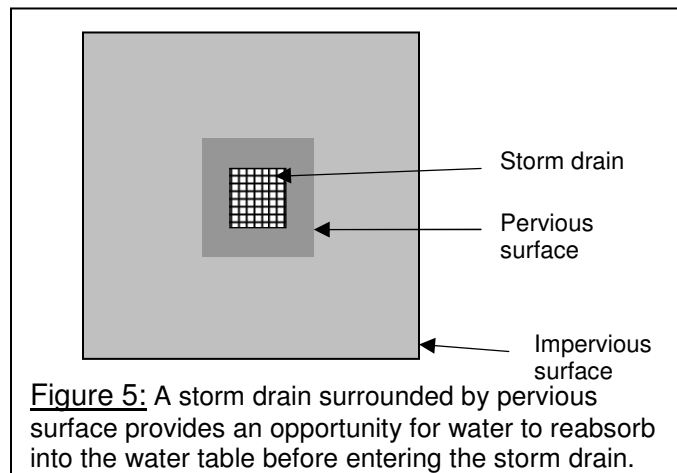 Storm drain
Pervious
surface
Impervious
surface
Figure 5: A storm drain surrounded by pervious
surface provides an opportunity for water to reabsorb
into the water table before entering the storm drain.